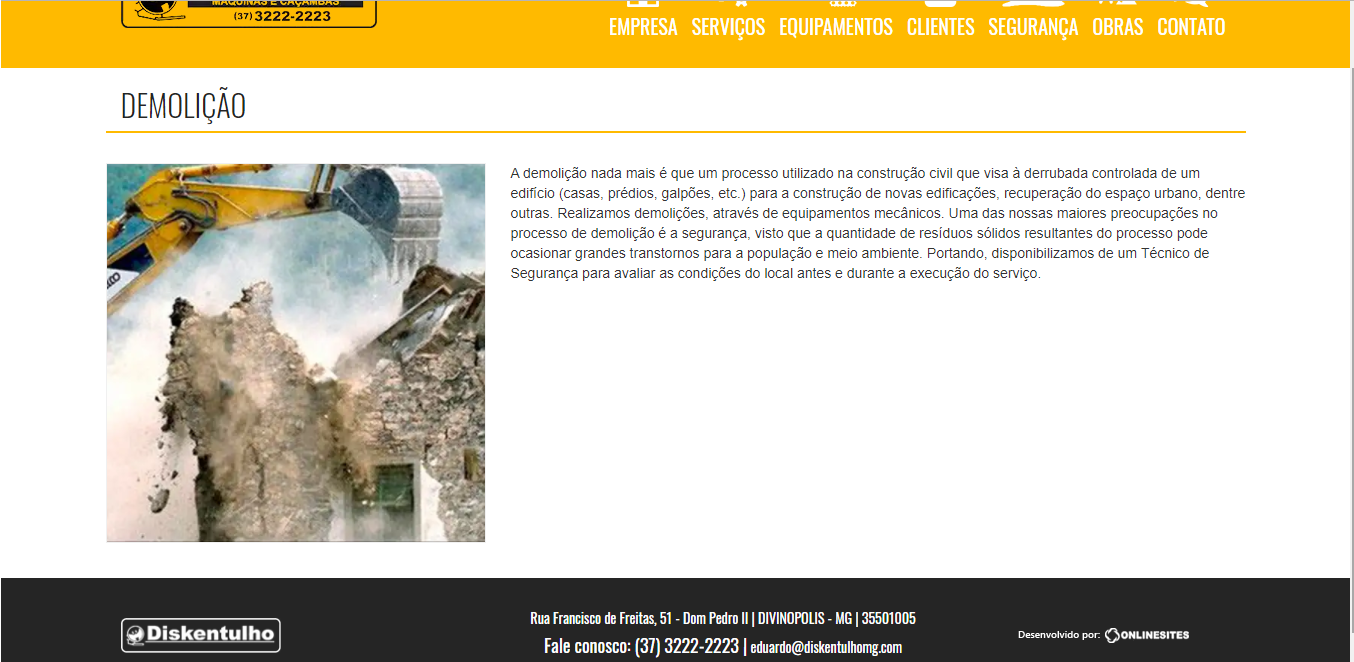 MÁQUINAS E CAÇAMBAS
(37) 3222-2223
EMPRESA SERVIÇOS EQUIPAMENTOS CLIENTES SEGURANÇA OBRAS CONTATO
DEMOLIÇÃO
A demolição nada mais é que um processo utilizado na construção civil que visa à derrubada controlada de um
edifício (casas, prédios, galpões, etc.) para a construção de novas edificações, recuperação do espaço urbano, dentre
outras. Realizamos demolições, através de equipamentos mecânicos. Uma das nossas maiores preocupações no
processo de demolição é a segurança, visto que a quantidade de resíduos sólidos resultantes do processo pode
ocasionar grandes transtornos para a população e meio ambiente. Portando, disponibilizamos de um Técnico de
Segurança para avaliar as condições do local antes e durante a execução do serviço.
Diskentulho
Rua Francisco de Freitas, 51 - Dom Pedro II | DIVINOPOLIS - MG | 35501005
Fale conosco: (37) 3222-2223 | eduardo@diskentulhomg.com
Desenvolvido por: ONLINESITES